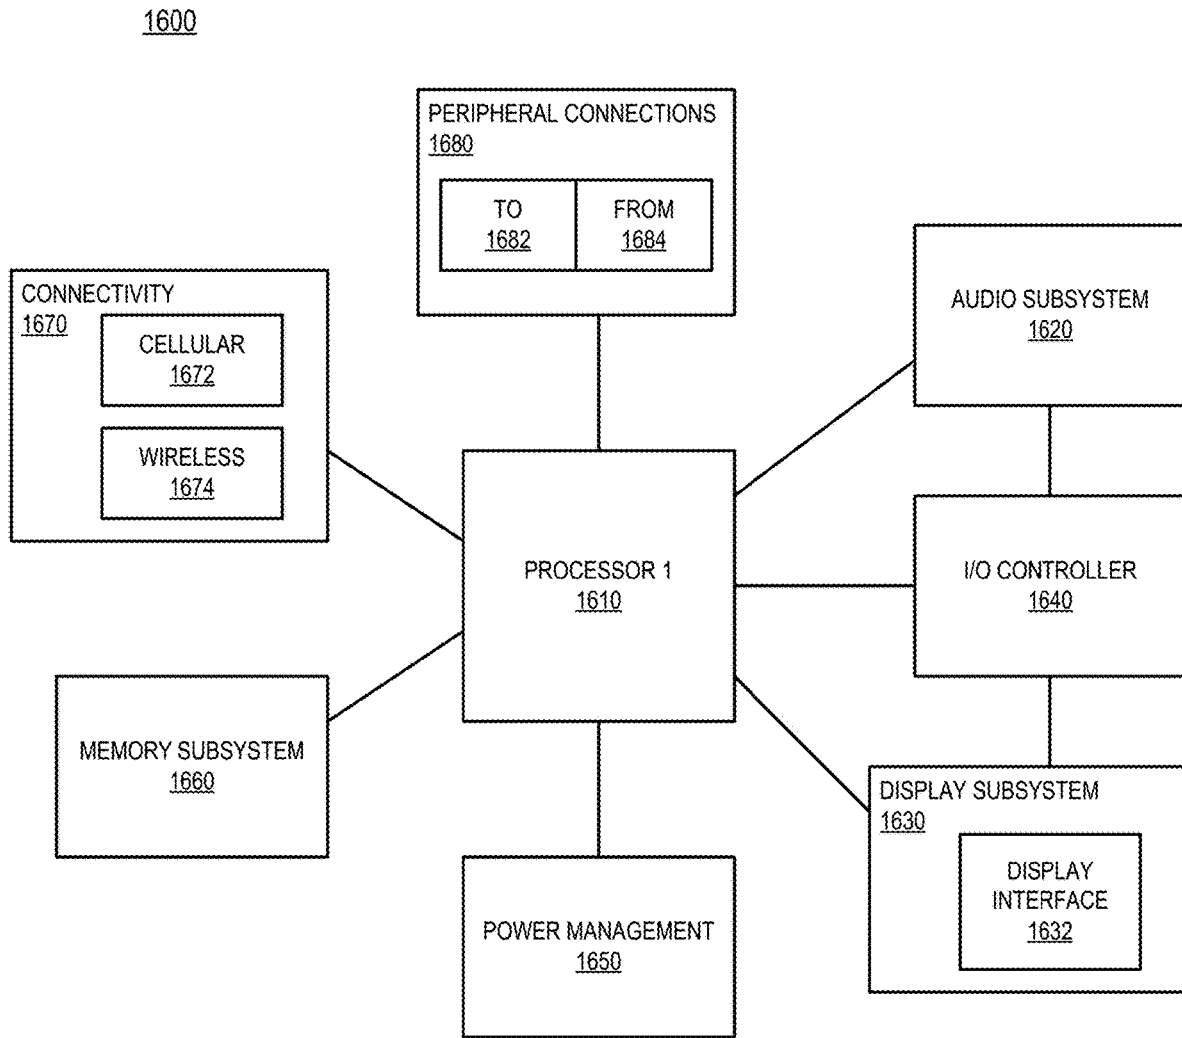 1600
PERIPHERAL CONNECTIONS
1680
TO
1682
FROM
1684
CONNECTIVITY
1670
CELLULAR
1672
WIRELESS
1674
AUDIO SUBSYSTEM
1620
PROCESSOR 1
1610
I/O CONTROLLER
1640
MEMORY SUBSYSTEM
1660
DISPLAY SUBSYSTEM
1630
DISPLAY
INTERFACE
1632
POWER MANAGEMENT
1650